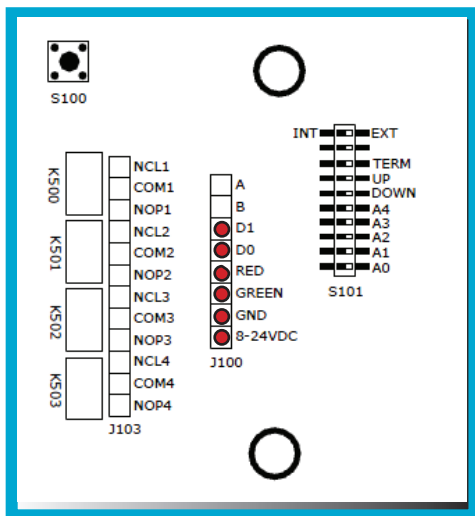 S100
K500
K501
K502
K503
NCL1
COM1
NOP1
NCL2
COM2
NOP2
NCL3
COM3
NOP3
NCL4
COM4
NOP4
J103
A
B
D1
D0
RED
GREEN
GND
8-24VDC
J100
INT EXT
TERM
UP
DOWN
A4
A3
A2
A1
A0
S101